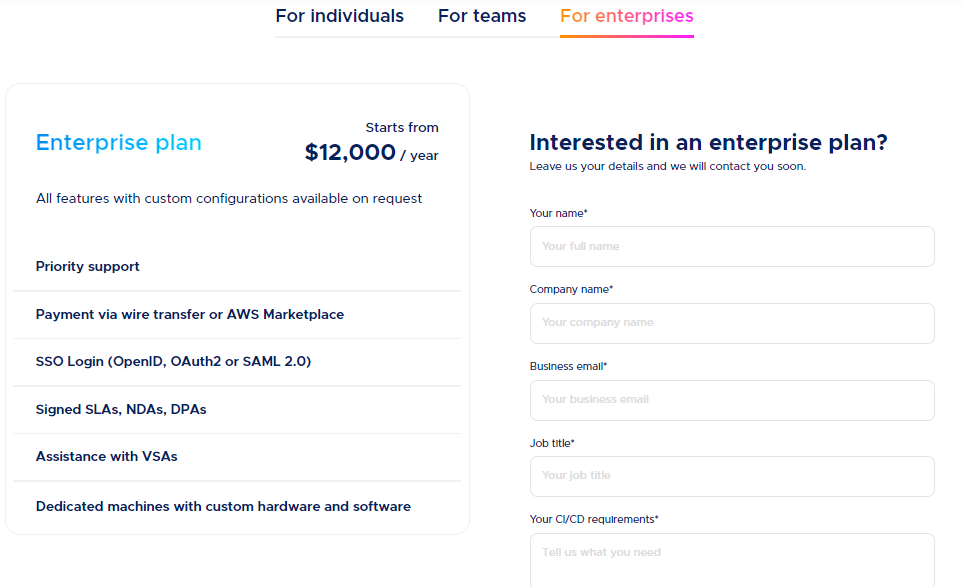 For individuals
For teams
For enterprises
Enterprise plan
Starts from
$12,000 / year
All features with custom configurations available on request
Priority support
Payment via wire transfer or AWS Marketplace
SSO Login (OpenID, OAuth2 or SAML 2.0)
Signed SLAs, NDAs, DPAs
Assistance with VSAs
Dedicated machines with custom hardware and software
Interested in an enterprise plan?
Leave us your details and we will contact you soon.
Your name*
Your full name
Company name*
Your company name
Business email*
Your business email
Job title*
Your job title
Your CI/CD requirements*
Tell us what you need